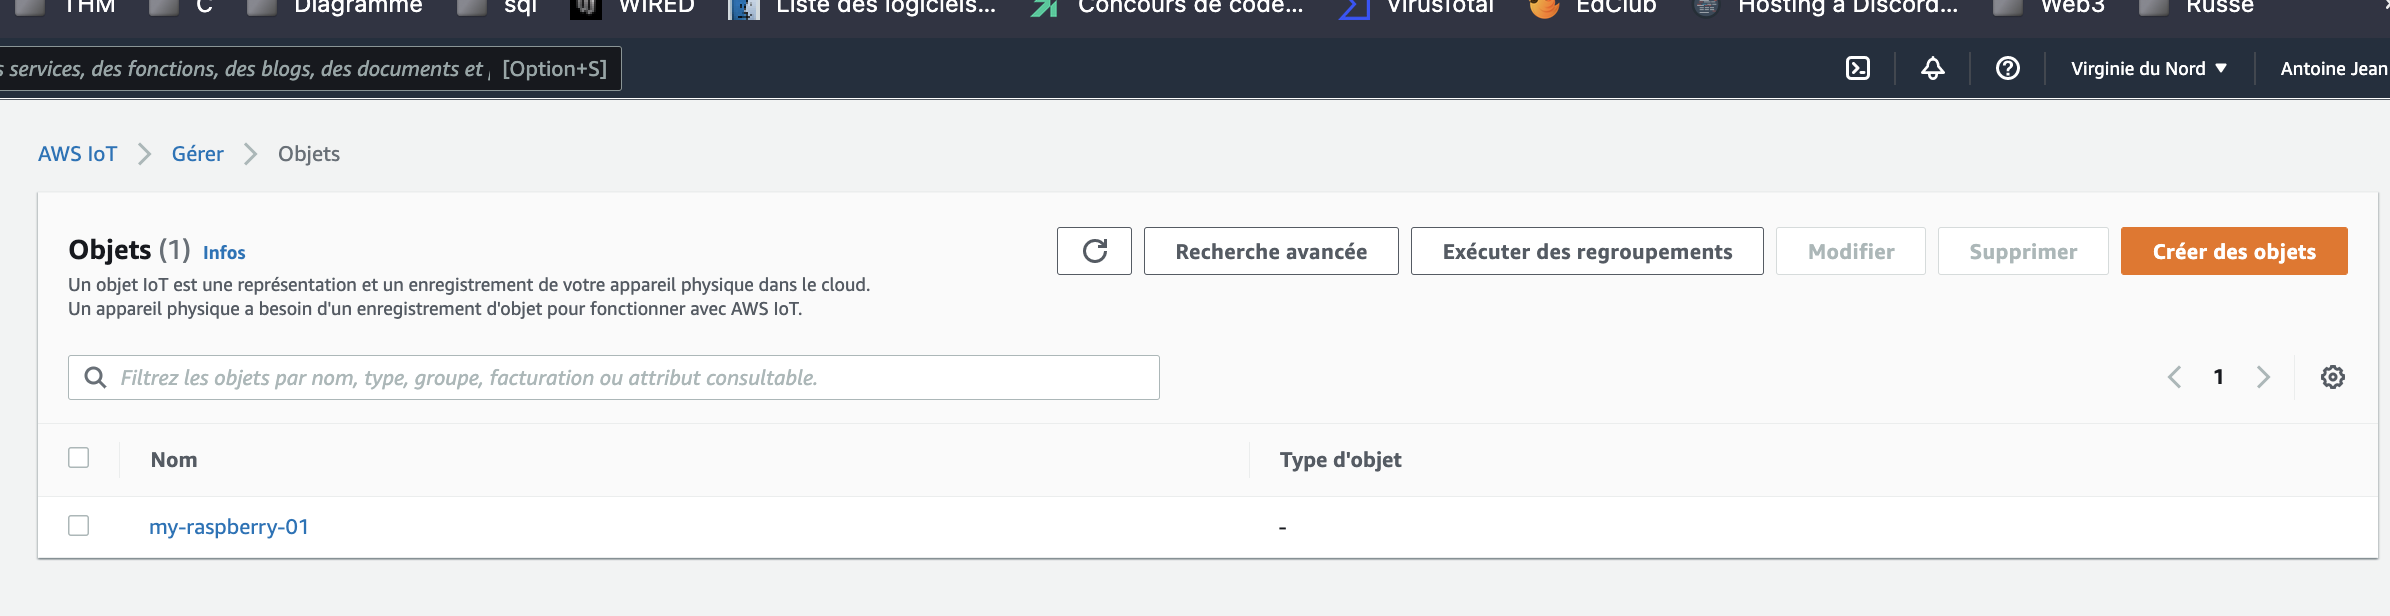 THM C Diagramme sql WIRED Liste des logiciels... Concours de code... VirusTotal EdClub Hosting a Discord... Web3 Russe
s services, des fonctions, des blogs, des documents et [Option+S] Virginie du Nord Antoine Jean
AWS IoT Gérer Objets
Objets (1) Infos Recherche avancée Exécuter des regroupements Modifier Supprimer Créer des objets
Un objet IoT est une représentation et un enregistrement de votre appareil physique dans le cloud.
Un appareil physique a besoin d'un enregistrement d'objet pour fonctionner avec AWS IoT.
Filtrez les objets par nom, type, groupe, facturation ou attribut consultable. 1
Nom Type d'objet
my-raspberry-01 -